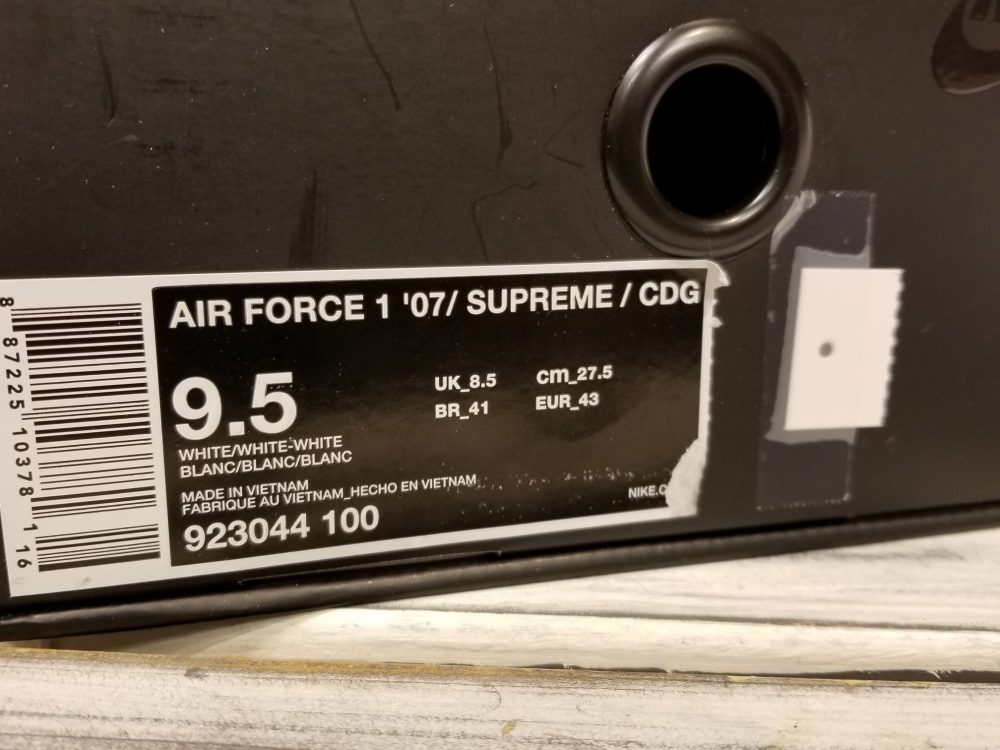 AIR FORCE 1 '07/ SUPREME / CDG
9.5
UK_8.5 cm_27.5
BR_41 EUR_43
WHITE/WHITE-WHITE
BLANC/BLANC/BLANC
MADE IN VIETNAM
FABRIQUE AU VIETNAM_HECHO EN VIETNAM
923044 100
NIKE.C
8 87225 10378 1 16